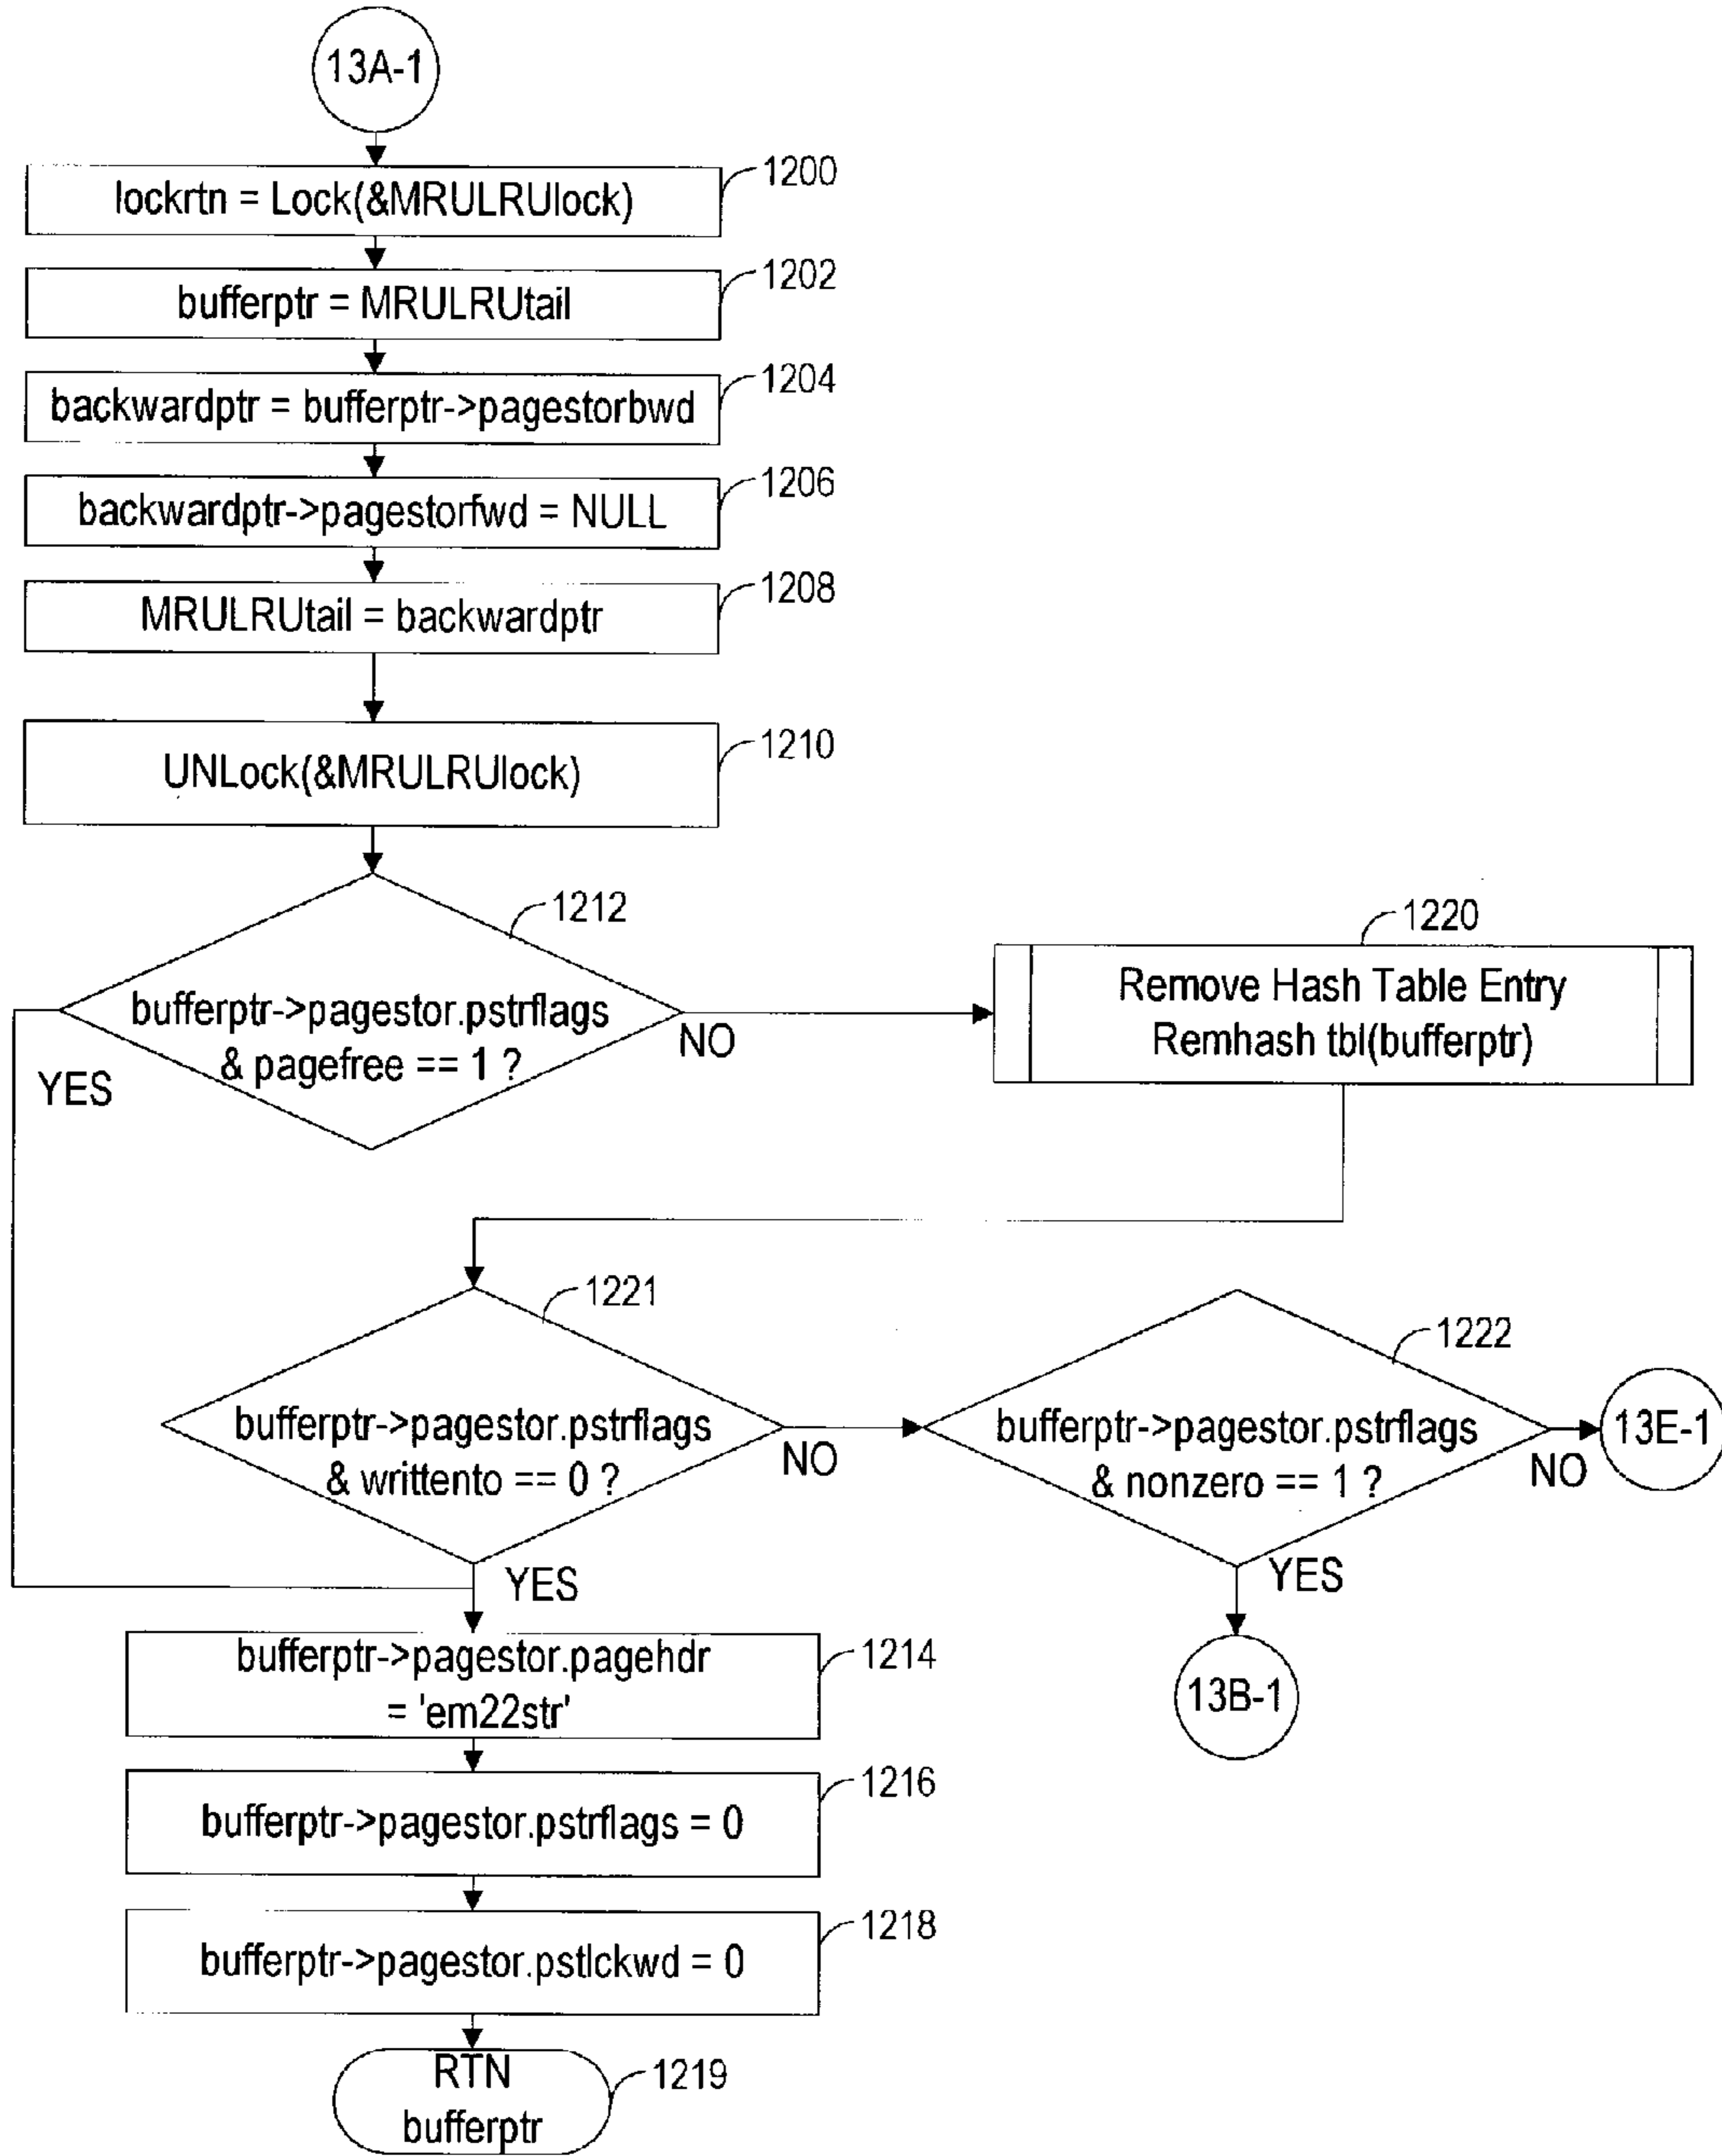 13A-1
lockrtn = Lock(&MRULRUlock)
1200
bufferptr = MRULRUtail
1202
backwardptr = bufferptr->pagestorbwd
1204
backwardptr->pagestorfwd = NULL
1206
MRULRUtail = backwardptr
1208
UNLock(&MRULRUlock)
1210
1212
bufferptr->pagestor.pstrflags
& pagefree == 1 ?
YES
NO
1220
Remove Hash Table Entry
Remhash tbl(bufferptr)
1221
bufferptr->pagestor.pstrflags
& writtento == 0 ?
NO
YES
1222
bufferptr->pagestor.pstrflags
& nonzero == 1 ?
NO
13E-1
YES
13B-1
bufferptr->pagestor.pagehdr
= 'em22str'
1214
bufferptr->pagestor.pstrflags = 0
1216
bufferptr->pagestor.pstlckwd = 0
1218
RTN
bufferptr
1219